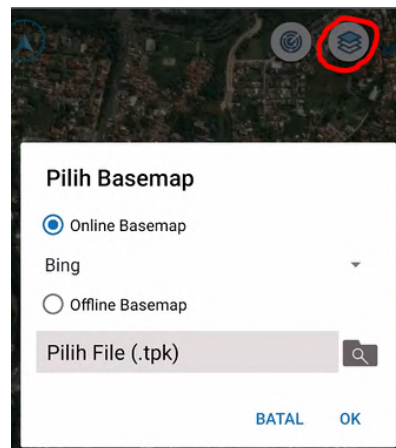 Pilih Basemap
Online Basemap
Bing
Offline Basemap
Pilih File (.tpk)
BATAL OK